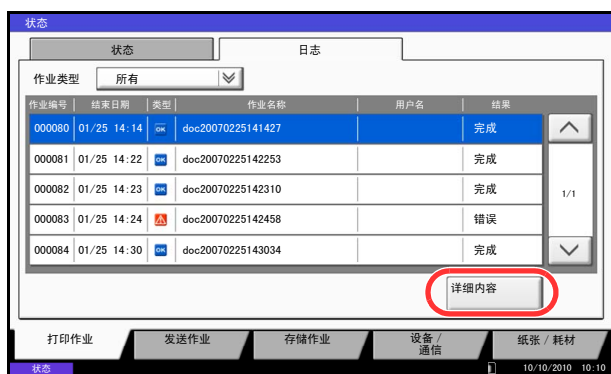 状态
状态 日志
作业类型 所有
作业编号 结束日期 类型 作业名称 用户名 结果
000080 01/25 14:14 OK doc20070225141427 完成
000081 01/25 14:22 OK doc20070225142253 完成
000082 01/25 14:23 OK doc20070225142310 完成
1/1
000083 01/25 14:24 doc20070225142458 错误
000084 01/25 14:30 OK doc20070225143034 完成
详细内容
打印作业 发送作业 存储作业 设备 / 纸张 / 耗材
通信
状态 10/10/2010 10:10